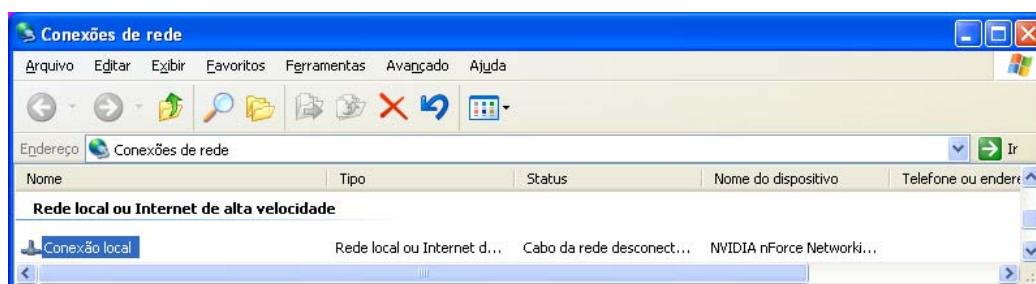 Conexões de rede
Arquivo Editar Exibir Favoritos Ferramentas Avançado Ajuda
Endereço Conexões de rede Ir
Nome Tipo Status Nome do dispositivo Telefone ou endere
Rede local ou Internet de alta velocidade
Conexão local Rede local ou Internet d... Cabo da rede desconect... NVIDIA nForce Networki...